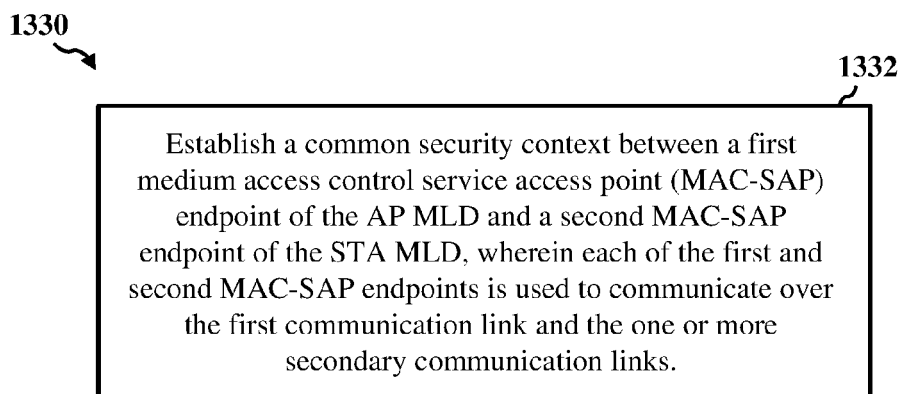 1330
1332
Establish a common security context between a first
medium access control service access point (MAC-SAP)
endpoint of the AP MLD and a second MAC-SAP
endpoint of the STA MLD, wherein each of the first and
second MAC-SAP endpoints is used to communicate over
the first communication link and the one or more
secondary communication links.